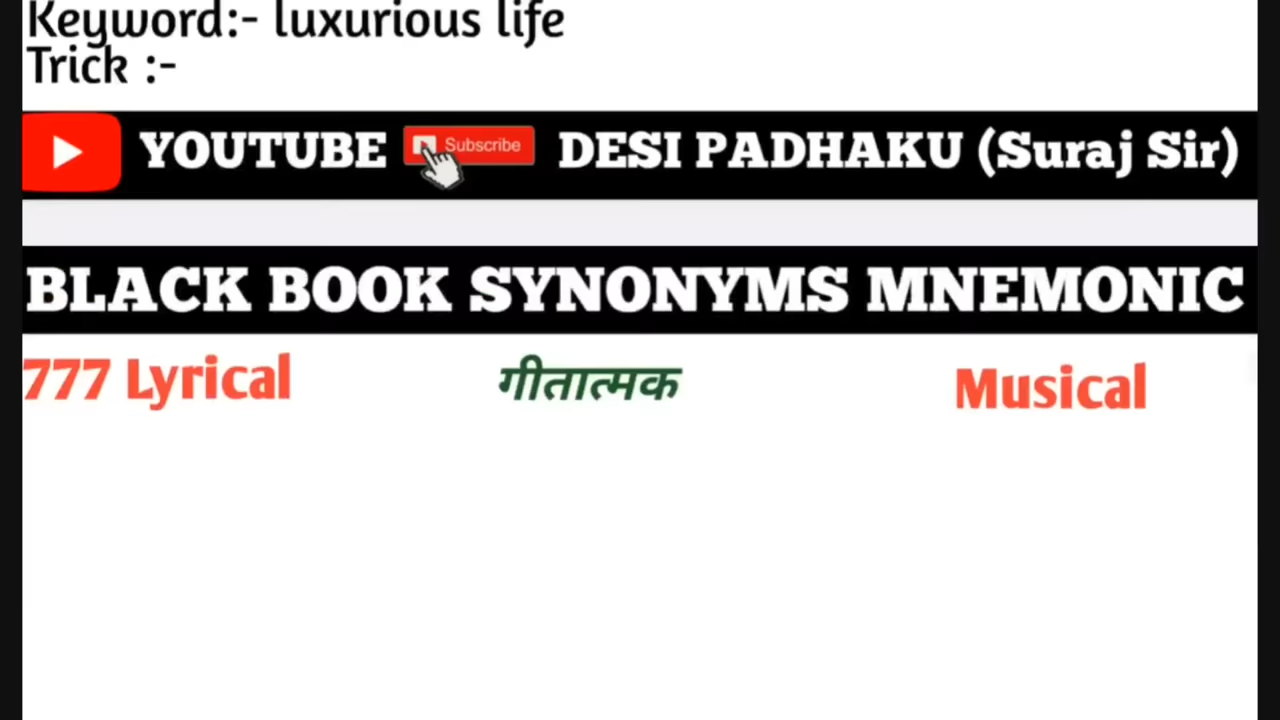 Keyword:- luxurious life
Trick :-
YOUTUBE Subscribe DESI PADHAKU (Suraj Sir)
BLACK BOOK SYNONYMS MNEMONIC
777 Lyrical गीतात्मक Musical